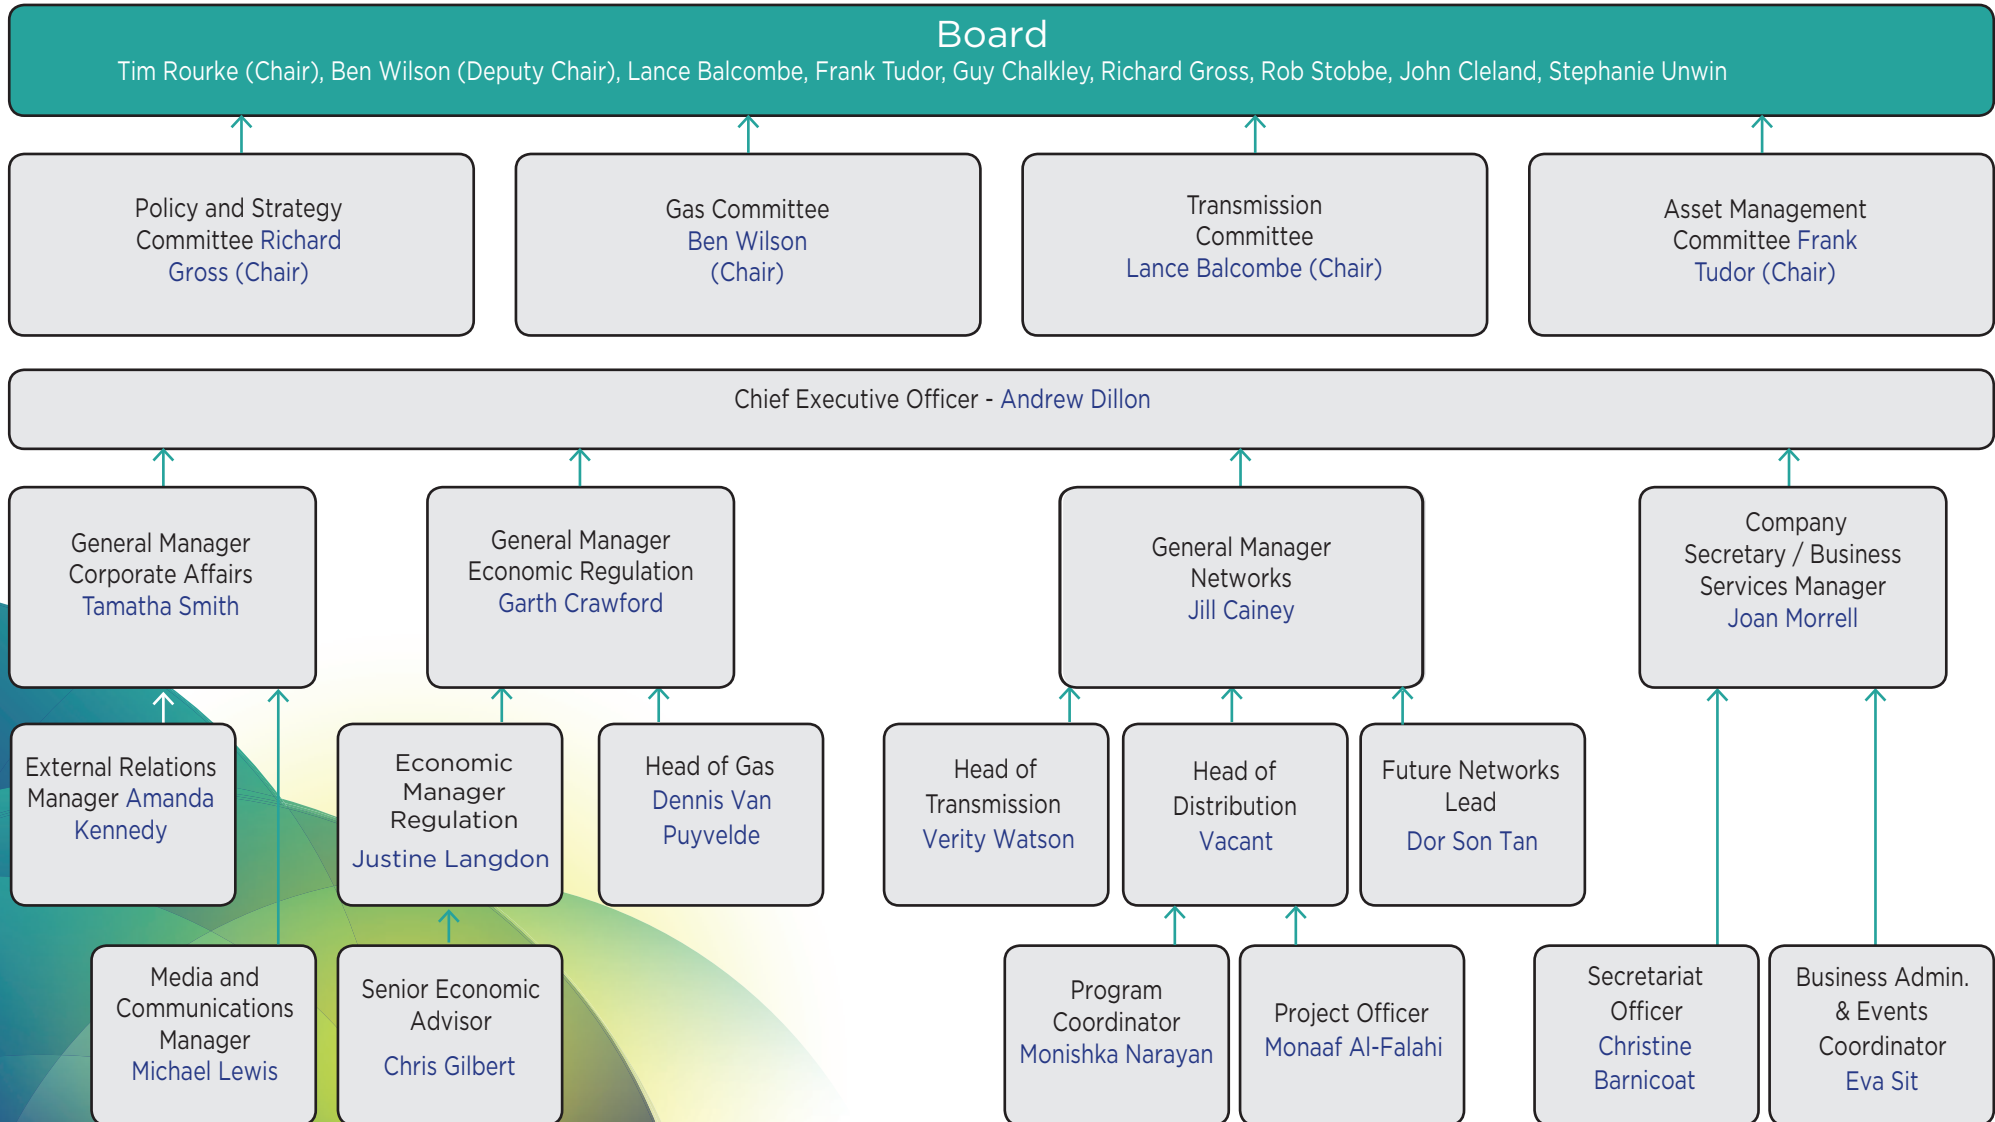 Board
Tim Rourke (Chair), Ben Wilson (Deputy Chair), Lance Balcombe, Frank Tudor, Guy Chalkley, Richard Gross, Rob Stobbe, John Cleland, Stephanie Unwin
Policy and Strategy
Committee Richard
Gross (Chair)
Gas Committee
Ben Wilson
(Chair)
Transmission
Committee
Lance Balcombe (Chair)
Asset Management
Committee Frank
Tudor (Chair)
Chief Executive Officer - Andrew Dillon
General Manager
Corporate Affairs
Tamatha Smith
General Manager
Economic Regulation
Garth Crawford
General Manager
Networks
Jill Cainey
Company
Secretary / Business
Services Manager
Joan Morrell
External Relations
Manager Amanda
Kennedy
Economic
Manager
Regulation
Justine Langdon
Head of Gas
Dennis Van
Puyvelde
Head of
Transmission
Verity Watson
Head of
Distribution
Vacant
Future Networks
Lead
Dor Son Tan
Media and
Communications
Manager
Michael Lewis
Senior Economic
Advisor
Chris Gilbert
Program
Coordinator
Monishka Narayan
Project Officer
Monaaf Al-Falahi
Secretariat
Officer
Christine
Barnicoat
Business Admin.
& Events
Coordinator
Eva Sit